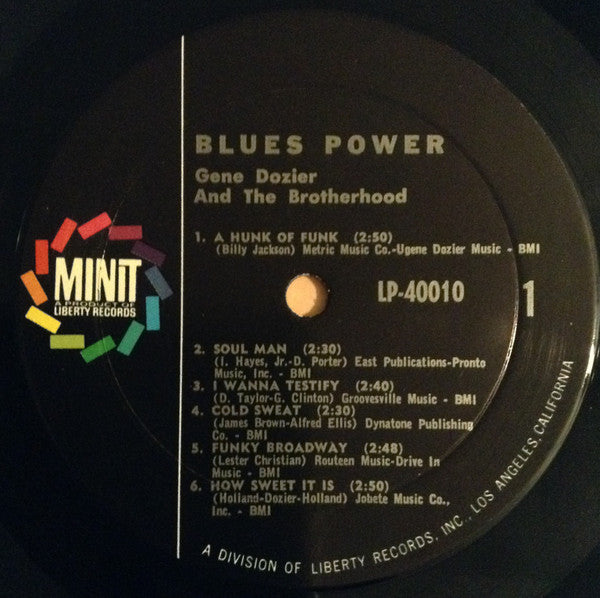 BLUES POWER
Gene Dozier
And The Brotherhood
1. A HUNK OF FUNK (2:50)
(Billy Jackson) Metric Music Co.-Ugene Dozier Music - BMI
MINIT
A PRODUCT OF
LIBERTY RECORDS
LP-40010
1
2. SOUL MAN (2:30)
(I. Hayes, Jr.-D. Porter) East Publications-Pronto
Music, Inc. - BMI
3. I WANNA TESTIFY (2:40)
(D. Taylor-G. Clinton) Groovesville Music - BMI
4. COLD SWEAT (2:30)
(James Brown-Alfred Ellis) Dynatone Publishing
Co. - BMI
5. FUNKY BROADWAY (2:48)
(Lester Christian) Routeen Music-Drive In
Music - BMI
6. HOW SWEET IT IS (2:50)
(Holland-Dozier-Holland) Jobete Music Co.,
Inc. - BMI
A DIVISION OF LIBERTY RECORDS, INC., LOS ANGELES, CALIFORNIA